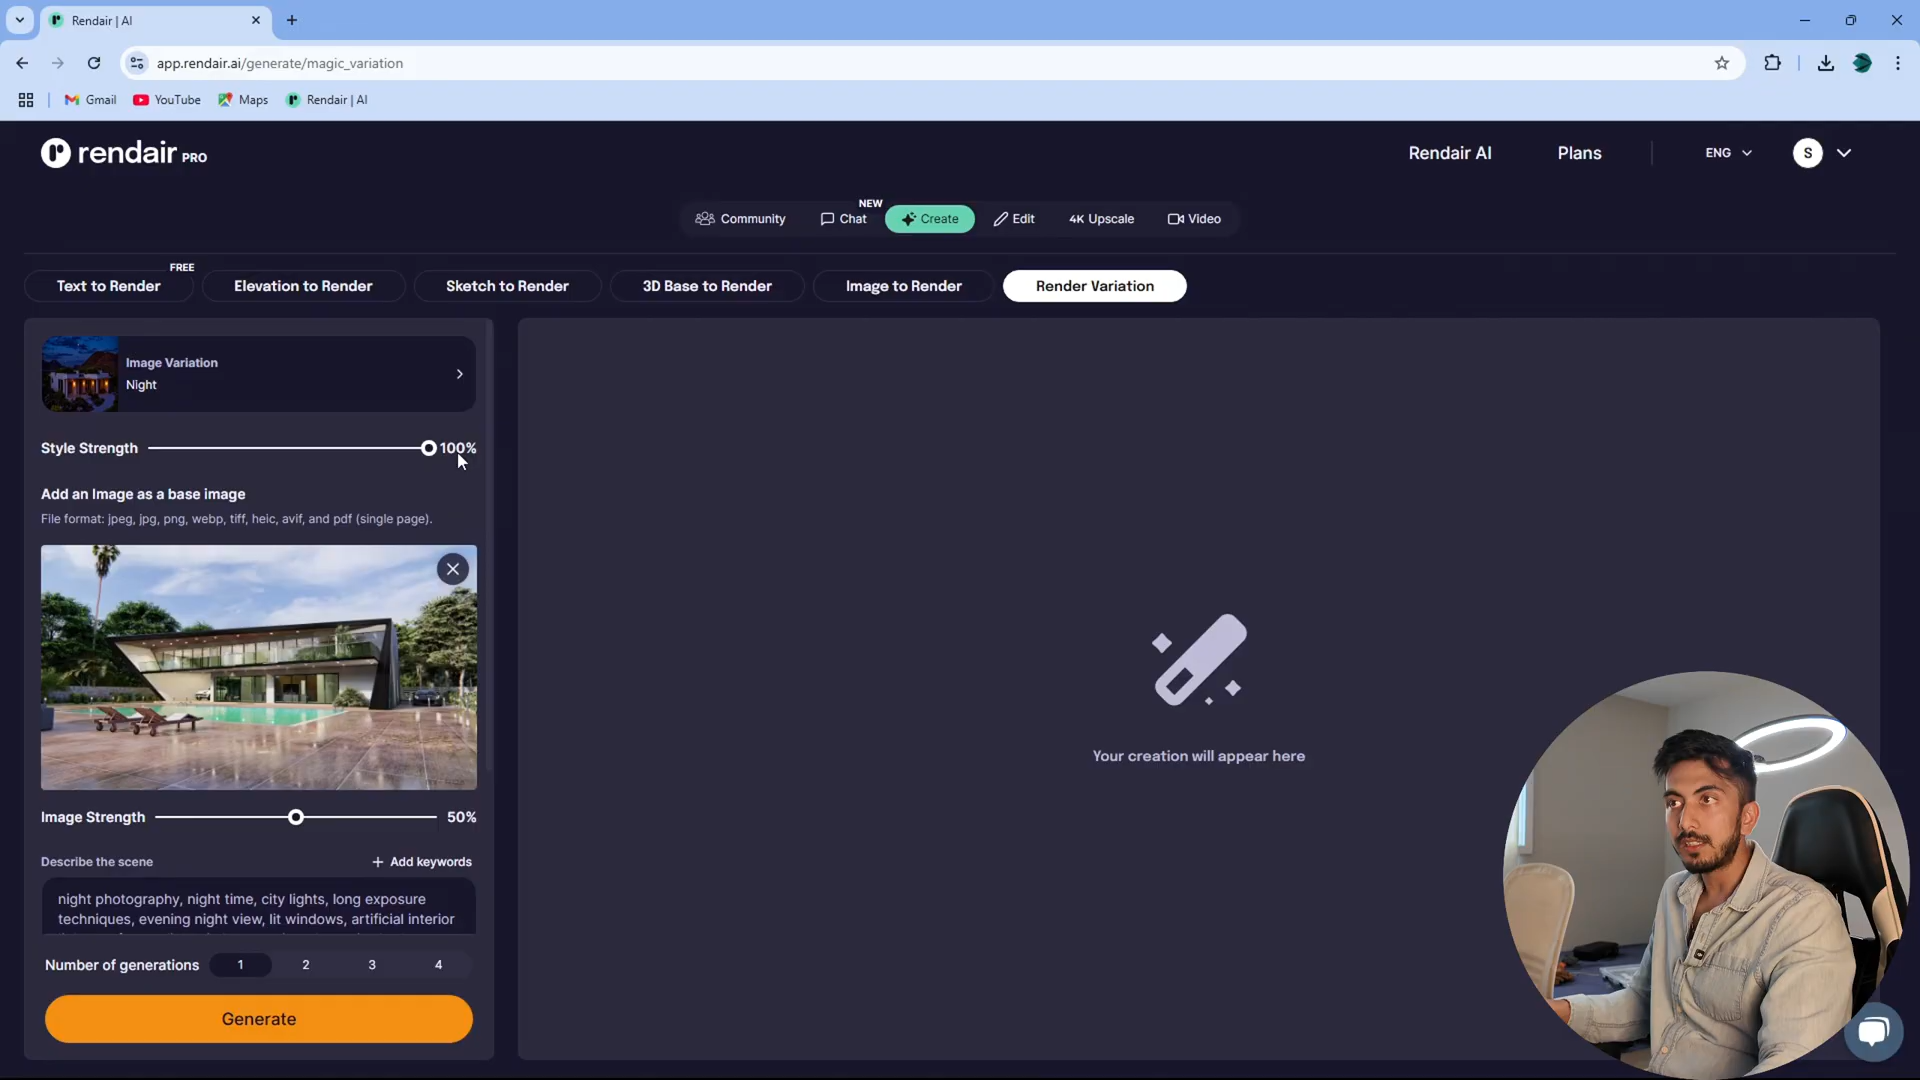 Rendair | AI
app.rendair.ai/generate/magic_variation
Gmail
YouTube
Maps
Rendair | AI
rendair PRO
Rendair AI
Plans
ENG
S
Community
NEW
Chat
Create
Edit
4K Upscale
Video
FREE
Text to Render
Elevation to Render
Sketch to Render
3D Base to Render
Image to Render
Render Variation
Image Variation
Night
Style Strength
100%
Add an Image as a base image
File format: jpeg, jpg, png, webp, tiff, heic, avif, and pdf (single page).
Image Strength
50%
Describe the scene
+ Add keywords
night photography, night time, city lights, long exposure
techniques, evening night view, lit windows, artificial interior
Number of generations
1
2
3
4
Generate
Your creation will appear here